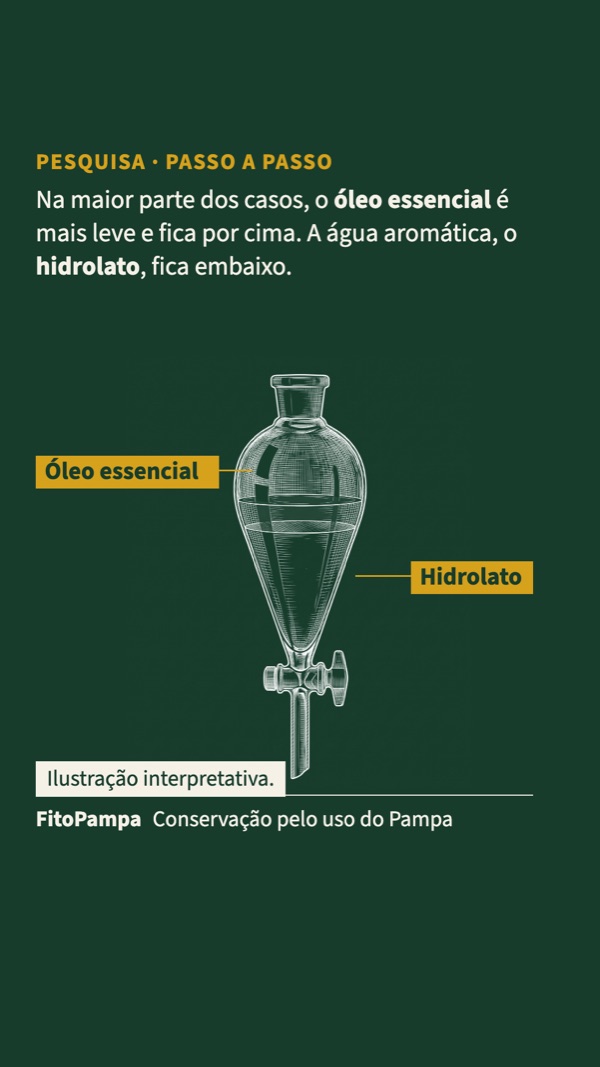 PESQUISA · PASSO A PASSO
Na maior parte dos casos, o óleo essencial é
mais leve e fica por cima. A água aromática, o
hidrolato, fica embaixo.
Óleo essencial
Hidrolato
Ilustração interpretativa.
FitoPampa Conservação pelo uso do Pampa